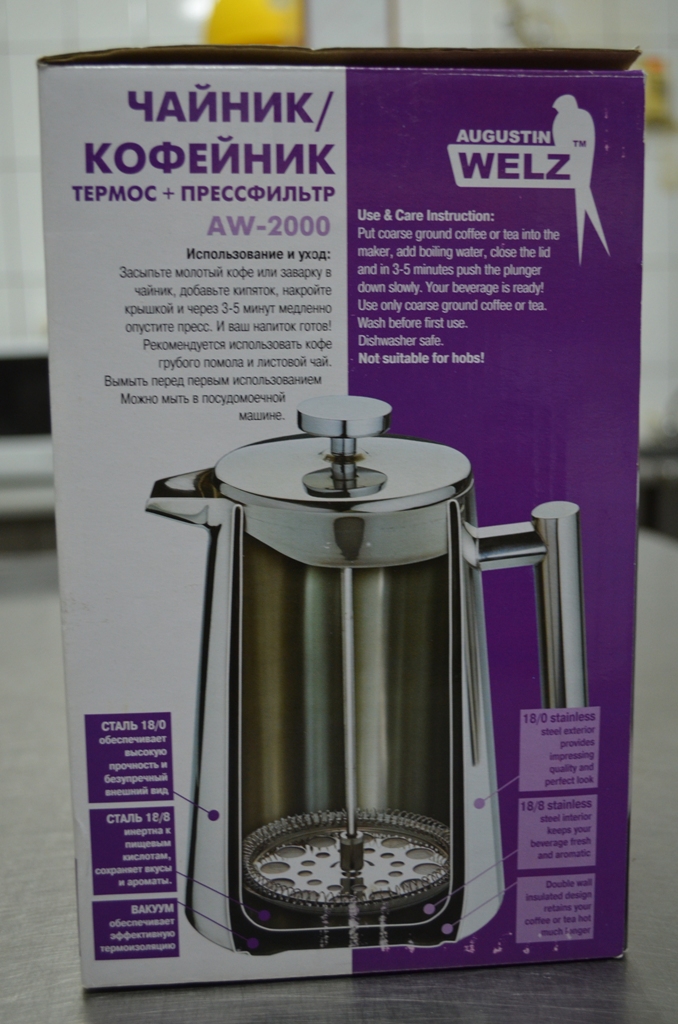 ЧАЙНИК/
КОФЕЙНИК
ТЕРМОС + ПРЕССФИЛЬТР
AW-2000
Использование и уход:
Засыпьте молотый кофе или заварку в
чайник, добавьте кипяток, накройте
крышкой и через 3-5 минут медленно
опустите пресс. И ваш напиток готов!
Рекомендуется использовать кофе
грубого помола и листовой чай.
Вымыть перед первым использованием
Можно мыть в посудомоечной
машине.
AUGUSTIN
WELZ™
Use & Care Instruction:
Put coarse ground coffee or tea into the
maker, add boiling water, close the lid
and in 3-5 minutes push the plunger
down slowly. Your beverage is ready!
Use only coarse ground coffee or tea.
Wash before first use.
Dishwasher safe.
Not suitable for hobs!
СТАЛЬ 18/0
обеспечивает
высокую
прочность и
безупречный
внешний вид
СТАЛЬ 18/8
инертна к
пищевым
кислотам,
сохраняет вкусы
и ароматы.
ВАКУУМ
обеспечивает
эффективную
термоизоляцию
18/0 stainless
steel exterior
provides
impressing
quality and
perfect look
18/8 stainless
steel interior
keeps your
beverage fresh
and aromatic
Double wall
insulated design
retains your
coffee or tea hot
much longer